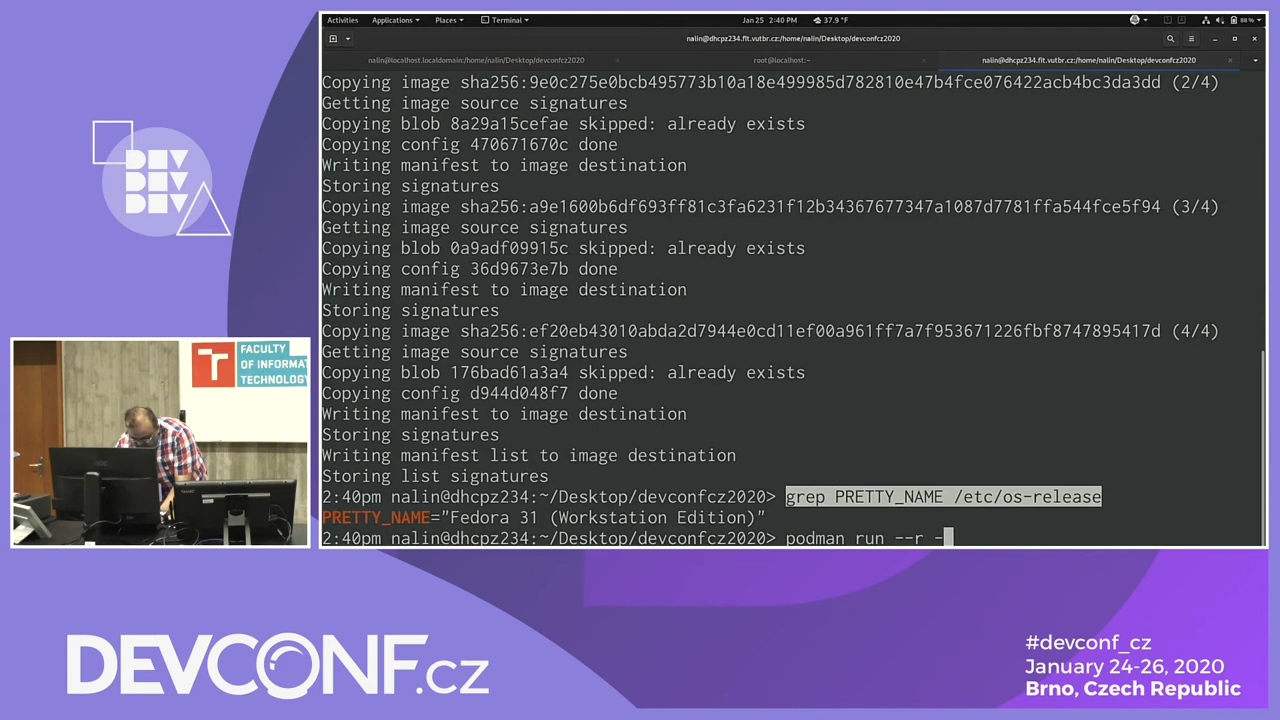 Activities Applications Places Terminal Jan 25 2:40 PM 37.9 °F 88 %
nalin@dhcpz234.fit.vutbr.cz:/home/nalin/Desktop/devconfcz2020
nalin@localhost.localdomain:/home/nalin/Desktop/devconfcz2020 root@localhost:~ nalin@dhcpz234.fit.vutbr.cz:/home/nalin/Desktop/devconfcz2020
Copying image sha256:9e0c275e0bcb495773b10a18e499985d782810e47b4fce076422acb4bc3da3dd (2/4)
Getting image source signatures
Copying blob 8a29a15cefae skipped: already exists
Copying config 470671670c done
Writing manifest to image destination
Storing signatures
Copying image sha256:a9e1600b6df693ff81c3fa6231f12b34367677347a1087d7781ffa544fce5f94 (3/4)
Getting image source signatures
Copying blob 0a9adf09915c skipped: already exists
Copying config 36d9673e7b done
Writing manifest to image destination
Storing signatures
Copying image sha256:ef20eb43010abda2d7944e0cd11ef00a961ff7a7f953671226fbf8747895417d (4/4)
Getting image source signatures
Copying blob 176bad61a3a4 skipped: already exists
Copying config d944d048f7 done
Writing manifest to image destination
Storing signatures
Writing manifest list to image destination
Storing list signatures
2:40pm nalin@dhcpz234:~/Desktop/devconfcz2020> grep PRETTY_NAME /etc/os-release
PRETTY_NAME="Fedora 31 (Workstation Edition)"
2:40pm nalin@dhcpz234:~/Desktop/devconfcz2020> podman run --r -
DEV
DEV
DEV
FACULTY
OF INFORMAT
TECHNOLOGY
DEVCONF.cz
#devconf_cz
January 24-26, 2020
Brno, Czech Republic